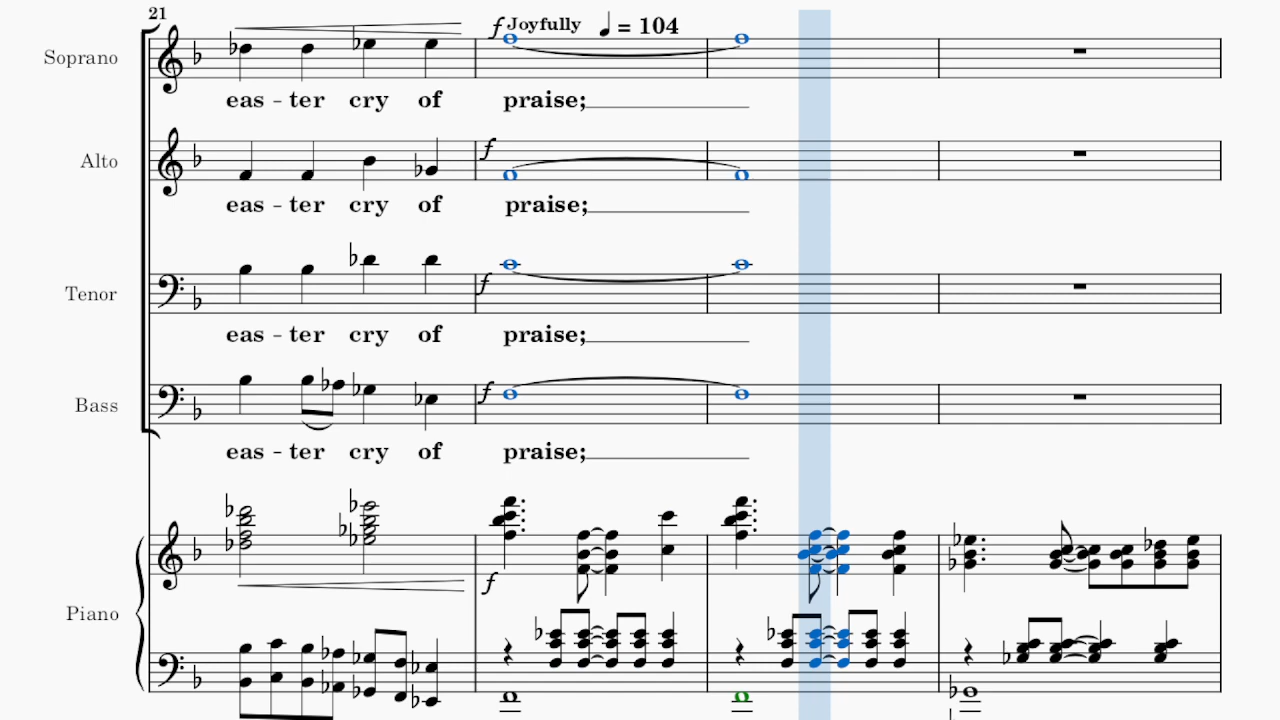 21
f Joyfully ♩ = 104
Soprano
eas - ter cry of praise;
f
Alto
eas - ter cry of praise;
Tenor
f
eas - ter cry of praise;
Bass
f
eas - ter cry of praise;
f
Piano